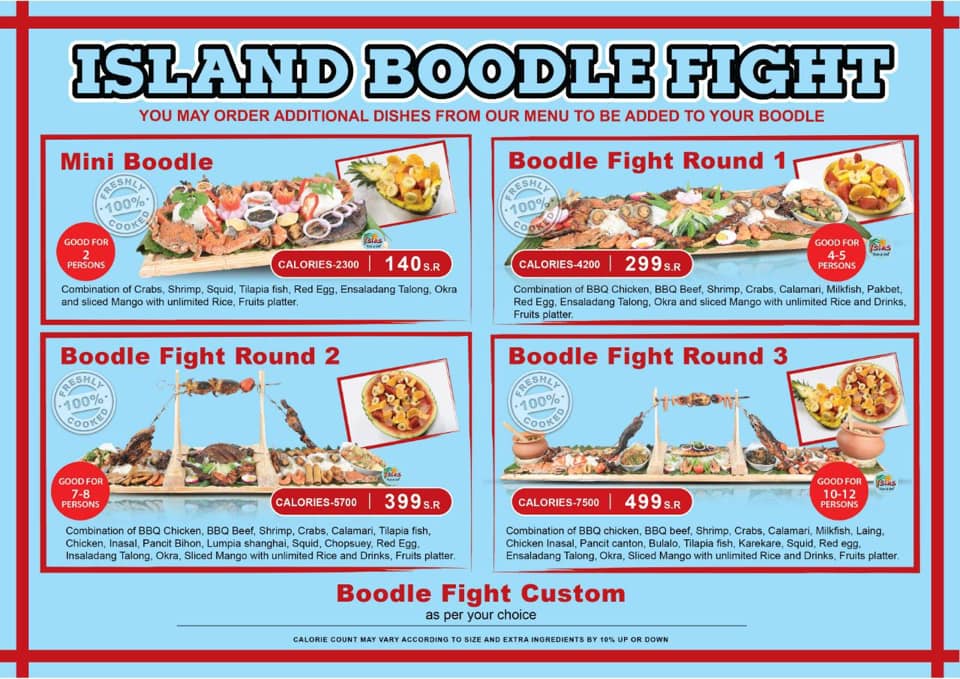 ISLAND BOODLE FIGHT
YOU MAY ORDER ADDITIONAL DISHES FROM OUR MENU TO BE ADDED TO YOUR BOODLE
Mini Boodle
FRESHLY
100%
COOKED
GOOD FOR
2
PERSONS
Islas
CALORIES-2300 | 140 S.R
Combination of Crabs, Shrimp, Squid, Tilapia fish, Red Egg, Ensaladang Talong, Okra
and sliced Mango with unlimited Rice, Fruits platter.
Boodle Fight Round 1
FRESHLY
100%
COOKED
GOOD FOR
4-5
PERSONS
Islas
CALORIES-4200 | 299 S.R
Combination of BBQ Chicken, BBQ Beef, Shrimp, Crabs, Calamari, Milkfish, Pakbet,
Red Egg, Ensaladang Talong, Okra and sliced Mango with unlimited Rice and Drinks,
Fruits platter.
Boodle Fight Round 2
FRESHLY
100%
COOKED
GOOD FOR
7-8
PERSONS
Islas
CALORIES-5700 | 399 S.R
Combination of BBQ Chicken, BBQ Beef, Shrimp, Crabs, Calamari, Tilapia fish,
Chicken, Inasal, Pancit Bihon, Lumpia shanghai, Squid, Chopsuey, Red Egg,
Insaladang Talong, Okra, Sliced Mango with unlimited Rice and Drinks, Fruits platter.
Boodle Fight Round 3
FRESHLY
100%
COOKED
GOOD FOR
10-12
PERSONS
Islas
CALORIES-7500 | 499 S.R
Combination of BBQ chicken, BBQ beef, Shrimp, Crabs, Calamari, Milkfish, Laing,
Chicken Inasal, Pancit canton, Bulalo, Tilapia fish, Karekare, Squid, Red egg,
Ensaladang Talong, Okra, Sliced Mango with unlimited Rice and Drinks, Fruits platter.
Boodle Fight Custom
as per your choice
CALORIE COUNT MAY VARY ACCORDING TO SIZE AND EXTRA INGREDIENTS BY 10% UP OR DOWN